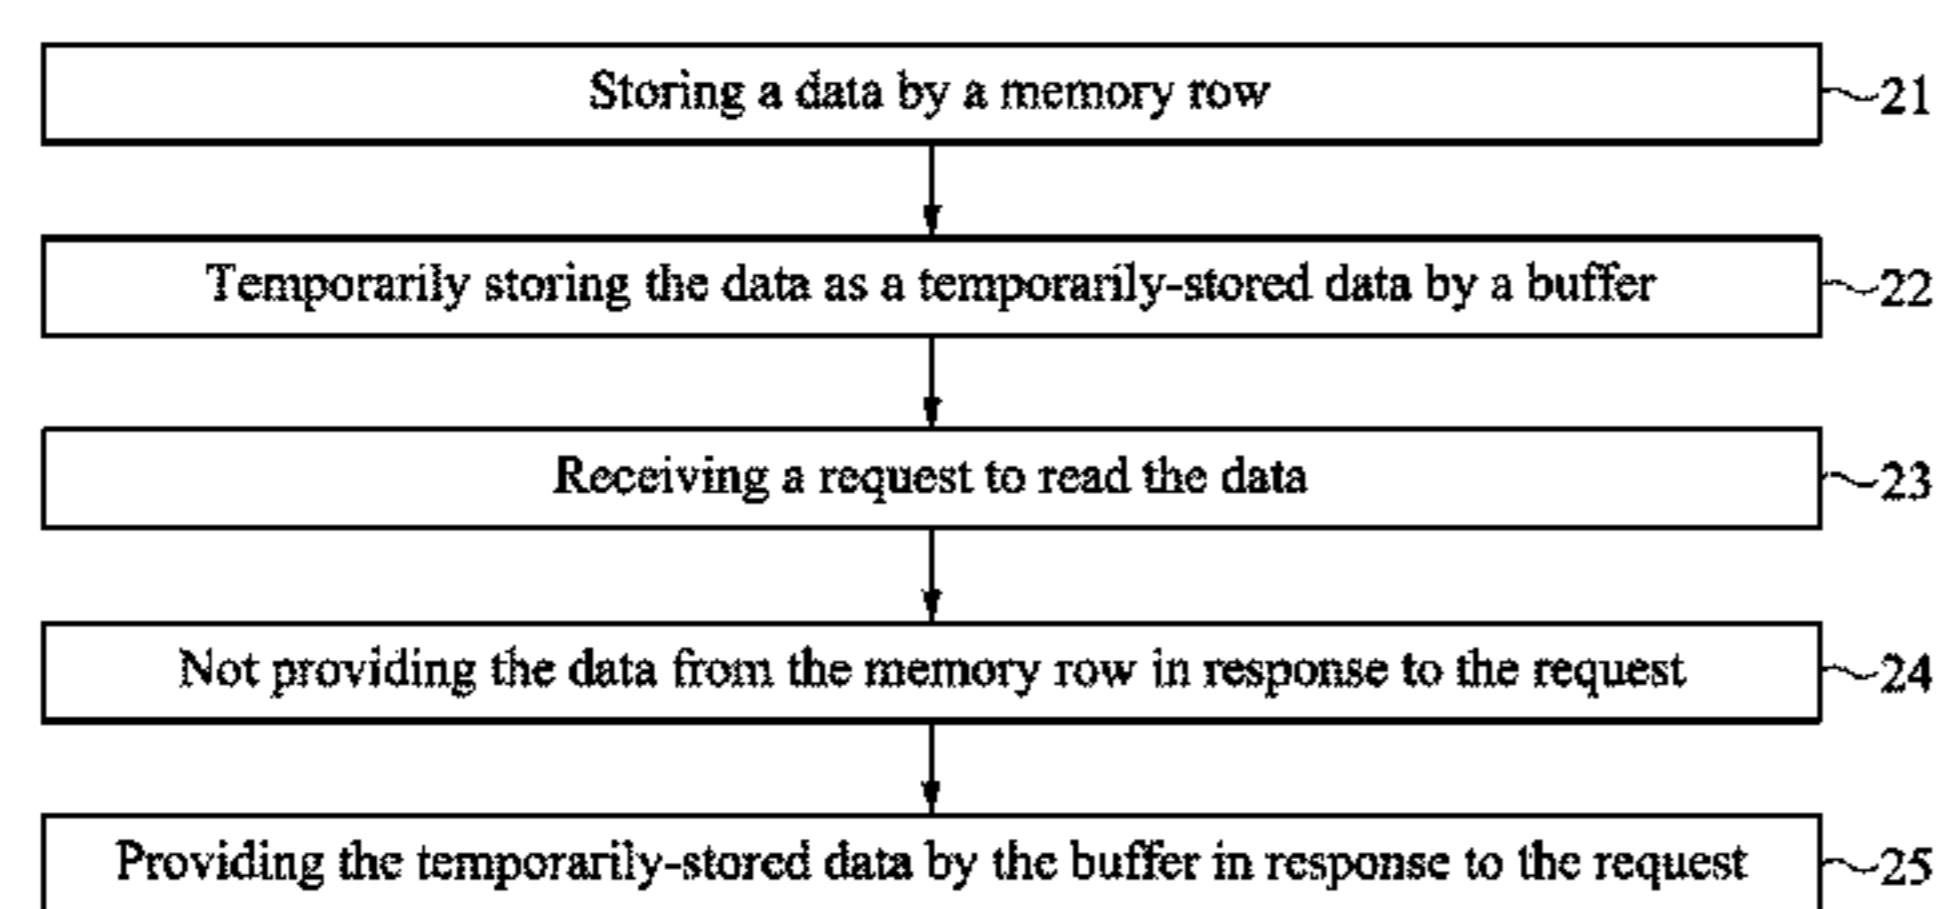 Storing a data by a memory row
21
Temporarily storing the data as a temporarily-stored data by a buffer
22
Receiving a request to read the data
23
Not providing the data from the memory row in response to the request
24
Providing the temporarily-stored data by the buffer in response to the request
25